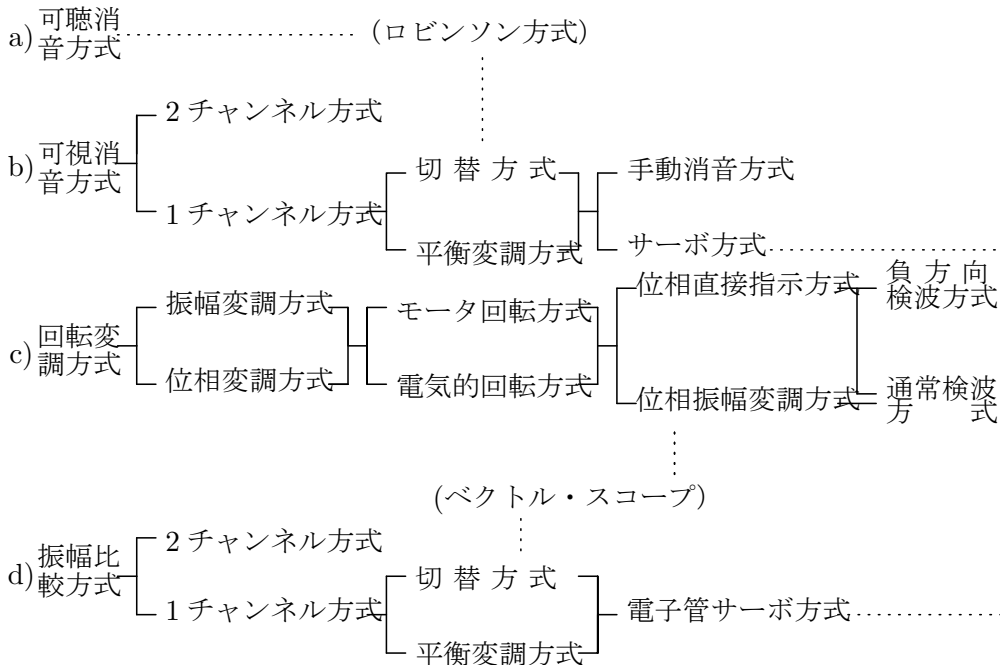 a)可聴消音方式
(ロビンソン方式)
b)可視消音方式
2チャンネル方式
1チャンネル方式
切替方式
平衡変調方式
手動消音方式
サーボ方式
c)回転変調方式
振幅変調方式
位相変調方式
モータ回転方式
電気的回転方式
位相直接指示方式
位相振幅変調方式
負方向検波方式
通常検波方式
(ベクトル・スコープ)
d)振幅比較方式
2チャンネル方式
1チャンネル方式
切替方式
平衡変調方式
電子管サーボ方式